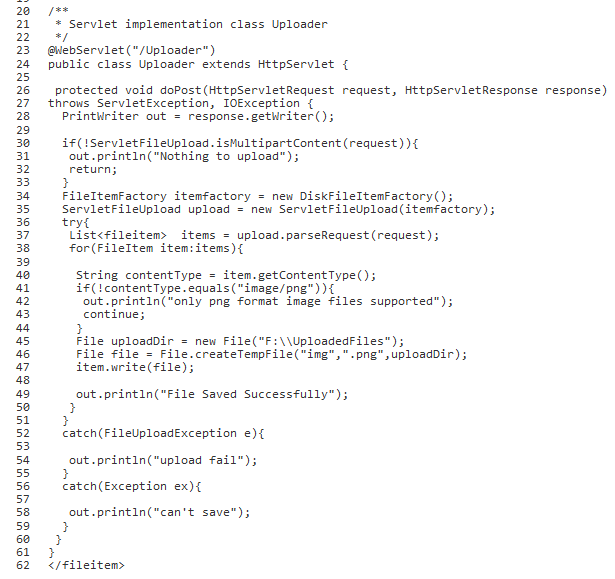 20 /**
21  * Servlet implementation class Uploader
22  */
23 @WebServlet("/Uploader")
24 public class Uploader extends HttpServlet {
25
26  protected void doPost(HttpServletRequest request, HttpServletResponse response)
27 throws ServletException, IOException {
28   PrintWriter out = response.getWriter();
29
30   if(!ServletFileUpload.isMultipartContent(request)){
31    out.println("Nothing to upload");
32    return;
33   }
34   FileItemFactory itemfactory = new DiskFileItemFactory();
35   ServletFileUpload upload = new ServletFileUpload(itemfactory);
36   try{
37    List<fileitem>  items = upload.parseRequest(request);
38    for(FileItem item:items){
39
40     String contentType = item.getContentType();
41     if(!contentType.equals("image/png")){
42      out.println("only png format image files supported");
43      continue;
44     }
45     File uploadDir = new File("F:\\UploadedFiles");
46     File file = File.createTempFile("img",".png",uploadDir);
47     item.write(file);
48
49     out.println("File Saved Successfully");
50    }
51   }
52   catch(FileUploadException e){
53
54    out.println("upload fail");
55   }
56   catch(Exception ex){
57
58    out.println("can't save");
59   }
60  }
61 }
62 </fileitem>